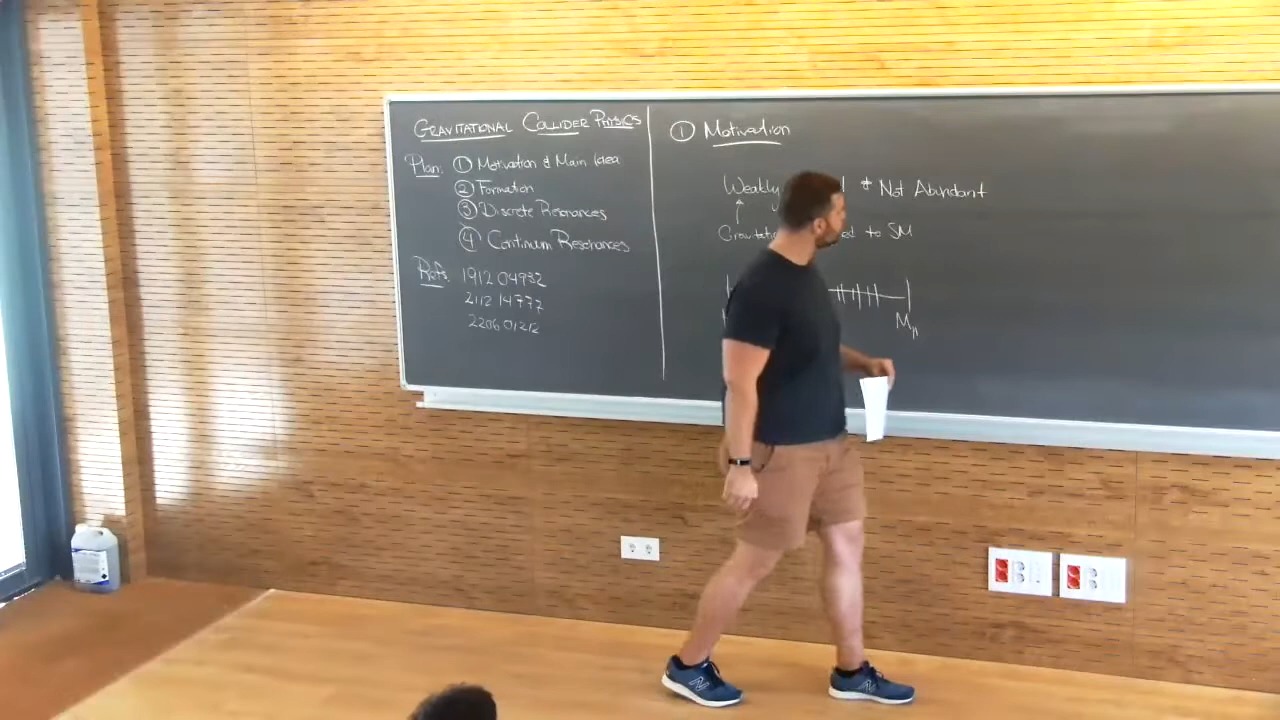 GRAVITATIONAL COLLIDER PHYSICS
Plan: ① Motivation & Main Idea
② Formation
③ Discrete Resonances
④ Continuum Resonances
Refs. 1912 04932
2112 14777
2206 01212
① Motivation
Weakly & Not Abundant
to SM